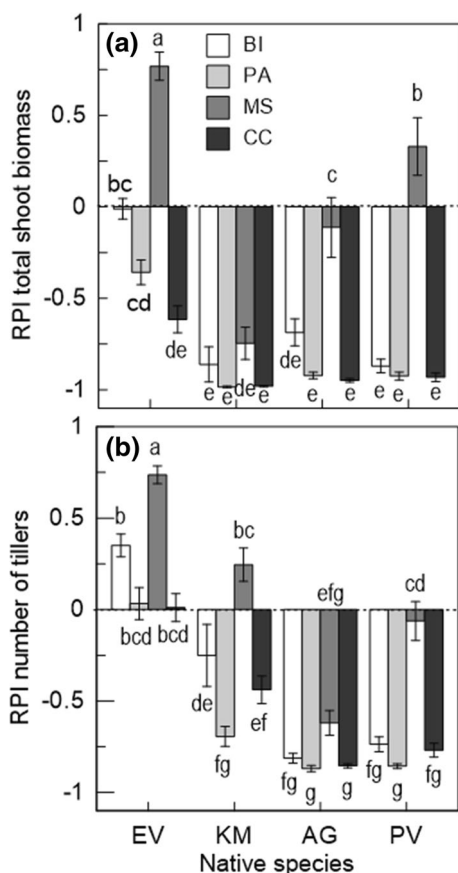 (a)
a
BI
PA
MS
CC
b
bc
c
cd
de
de
de
e e e
e e
e e e
1
0.5
0
-0.5
-1
RPI total shoot biomass
(b)
a
b
bc
bcd bcd
efg
cd
de
ef
fg
fg g g
fg g fg
1
0.5
0
-0.5
-1
RPI number of tillers
EV KM AG PV
Native species